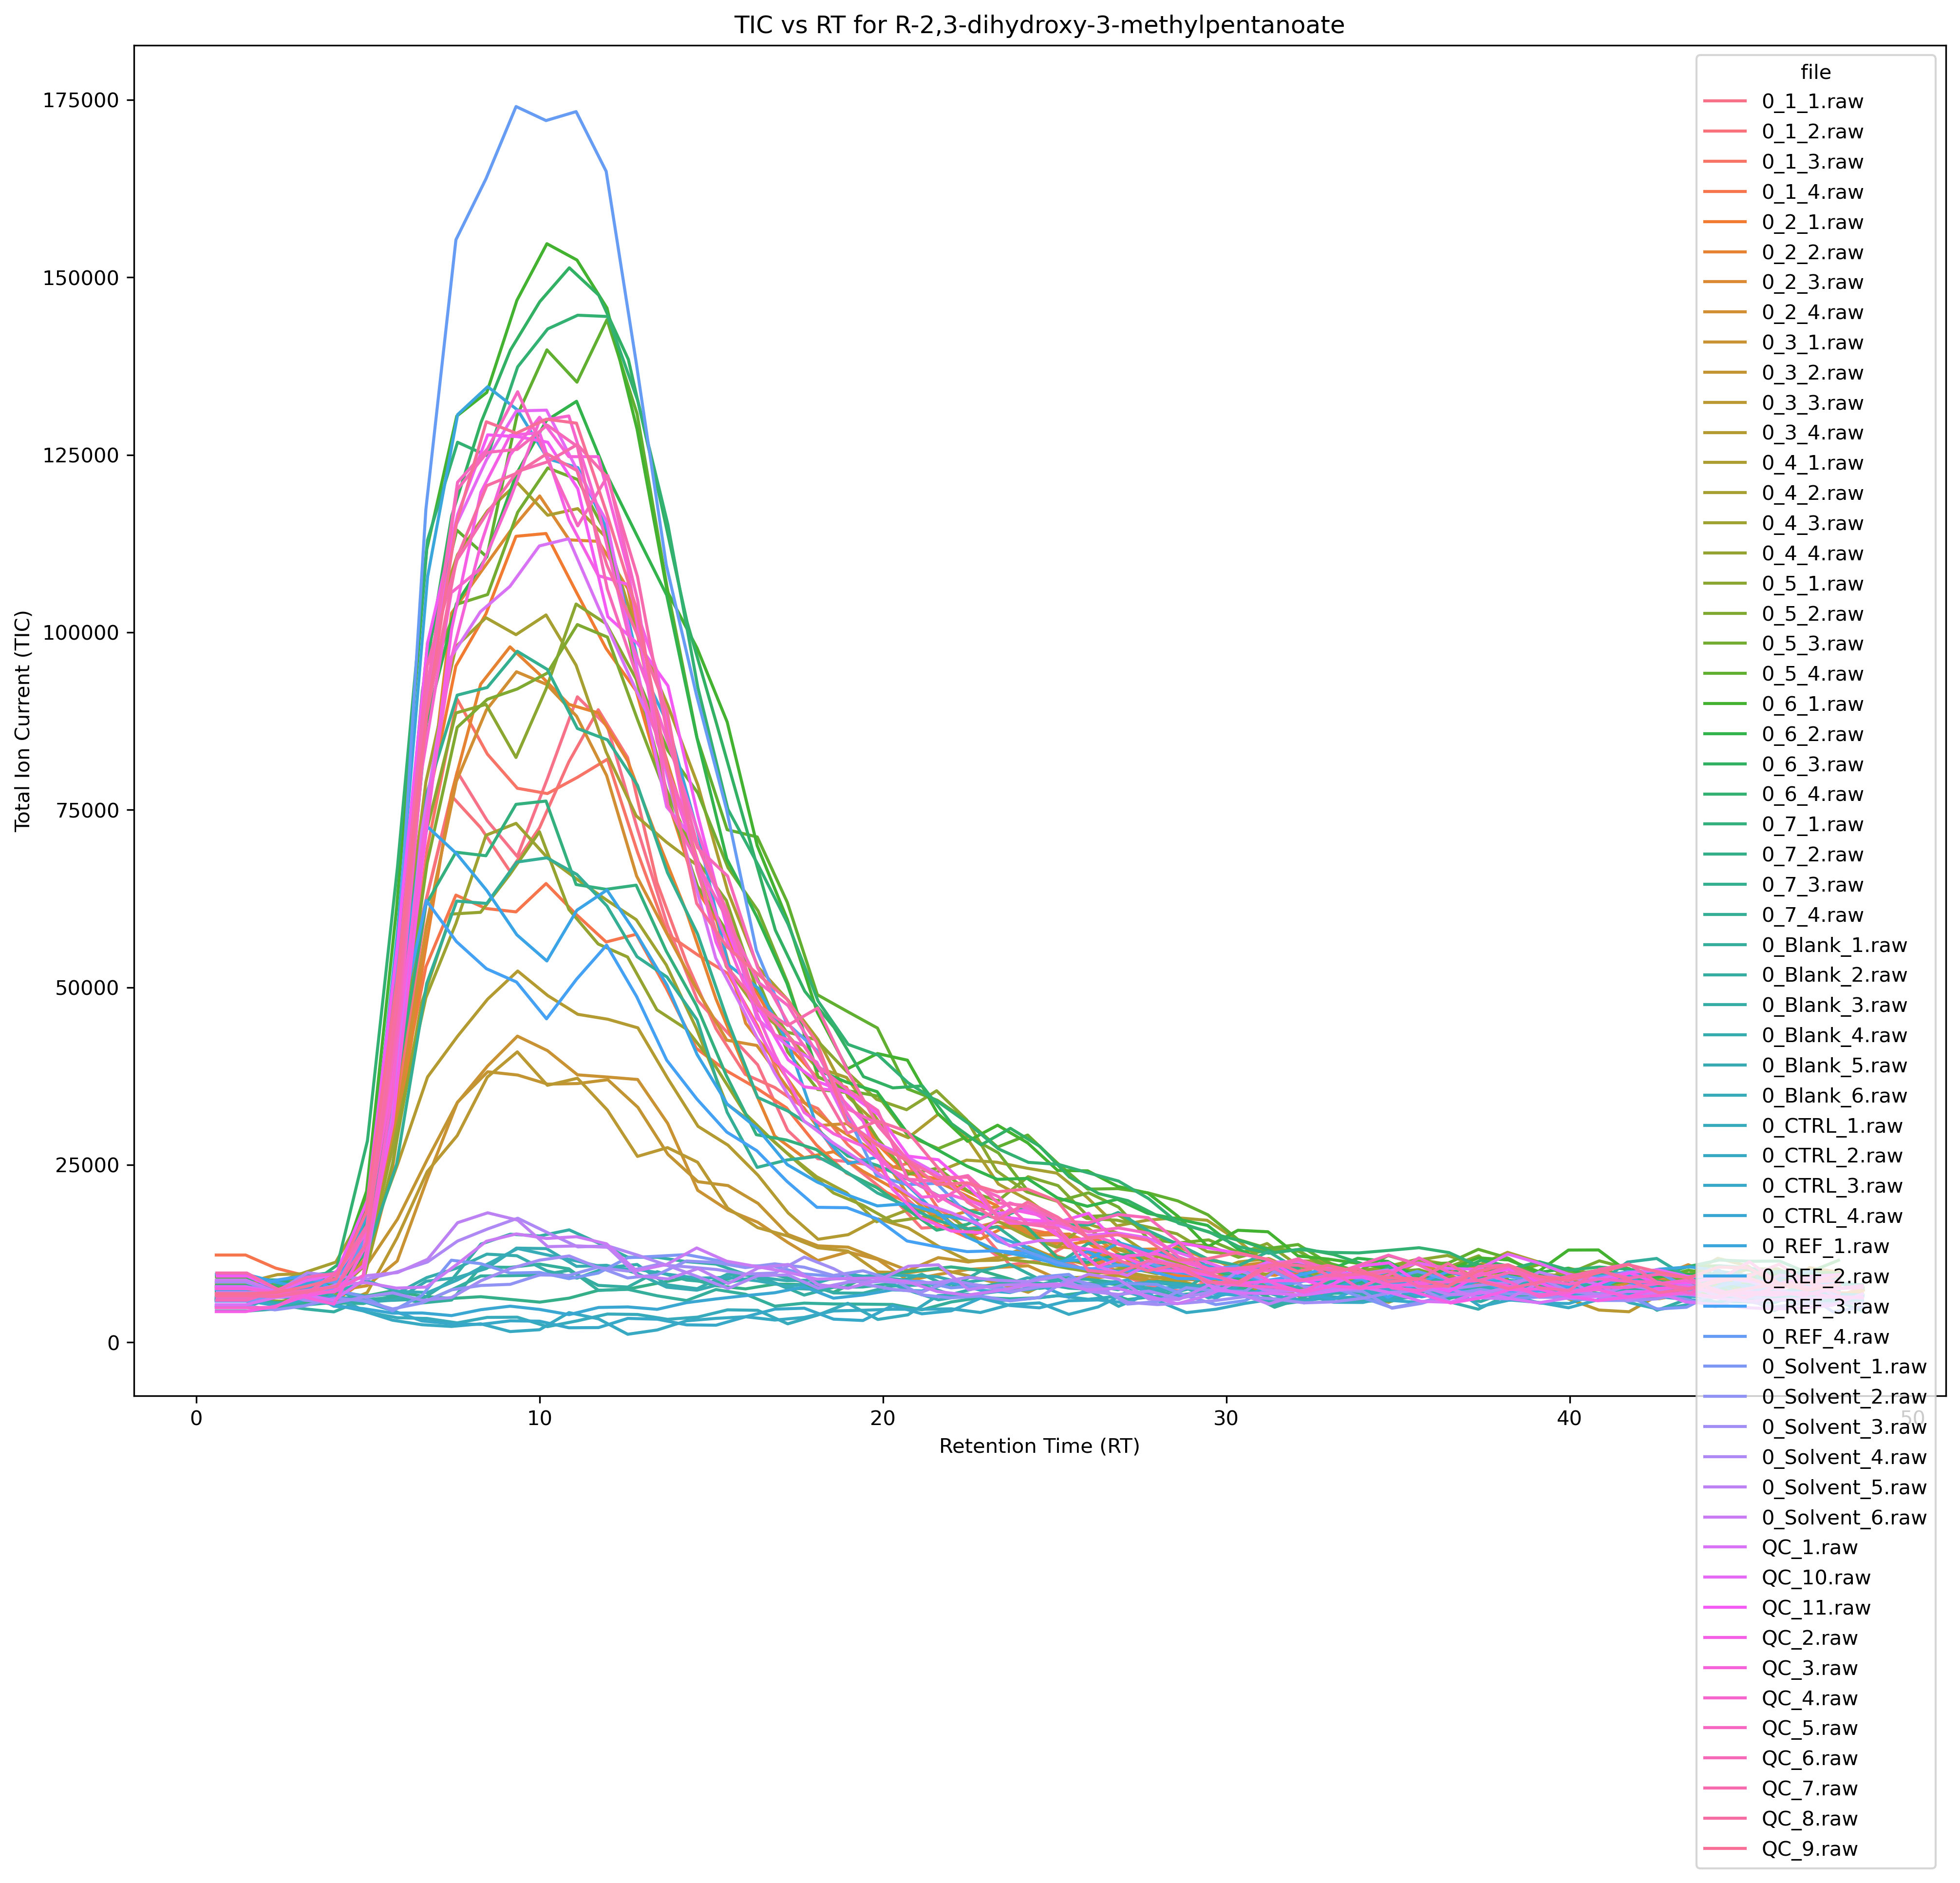 TIC vs RT for R-2,3-dihydroxy-3-methylpentanoate
Total Ion Current (TIC)
175000
150000
125000
100000
75000
50000
25000
0
0
10
20
30
40
50
Retention Time (RT)
file
0_1_1.raw
0_1_2.raw
0_1_3.raw
0_1_4.raw
0_2_1.raw
0_2_2.raw
0_2_3.raw
0_2_4.raw
0_3_1.raw
0_3_2.raw
0_3_3.raw
0_3_4.raw
0_4_1.raw
0_4_2.raw
0_4_3.raw
0_4_4.raw
0_5_1.raw
0_5_2.raw
0_5_3.raw
0_5_4.raw
0_6_1.raw
0_6_2.raw
0_6_3.raw
0_6_4.raw
0_7_1.raw
0_7_2.raw
0_7_3.raw
0_7_4.raw
0_Blank_1.raw
0_Blank_2.raw
0_Blank_3.raw
0_Blank_4.raw
0_Blank_5.raw
0_Blank_6.raw
0_CTRL_1.raw
0_CTRL_2.raw
0_CTRL_3.raw
0_CTRL_4.raw
0_REF_1.raw
0_REF_2.raw
0_REF_3.raw
0_REF_4.raw
0_Solvent_1.raw
0_Solvent_2.raw
0_Solvent_3.raw
0_Solvent_4.raw
0_Solvent_5.raw
0_Solvent_6.raw
QC_1.raw
QC_10.raw
QC_11.raw
QC_2.raw
QC_3.raw
QC_4.raw
QC_5.raw
QC_6.raw
QC_7.raw
QC_8.raw
QC_9.raw